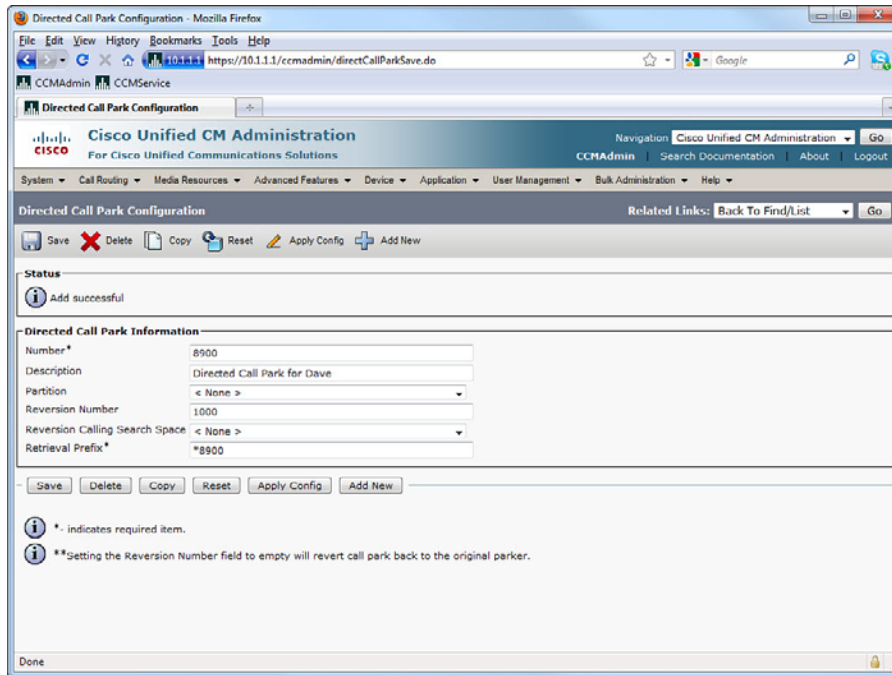 Directed Call Park Configuration - Mozilla Firefox
File Edit View History Bookmarks Tools Help
10.1.1.1 https://10.1.1.1/ccmadmin/directCallParkSave.do Google
CCMAdmin CCMService
Directed Call Park Configuration
cisco
Cisco Unified CM Administration
For Cisco Unified Communications Solutions
Navigation Cisco Unified CM Administration Go
CCMAdmin | Search Documentation | About | Logout
System Call Routing Media Resources Advanced Features Device Application User Management Bulk Administration Help
Directed Call Park Configuration Related Links: Back To Find/List Go
Save Delete Copy Reset Apply Config Add New
Status
Add successful
Directed Call Park Information
Number* 8900
Description Directed Call Park for Dave
Partition < None >
Reversion Number 1000
Reversion Calling Search Space < None >
Retrieval Prefix* *8900
Save Delete Copy Reset Apply Config Add New
*- indicates required item.
**Setting the Reversion Number field to empty will revert call park back to the original parker.
Done